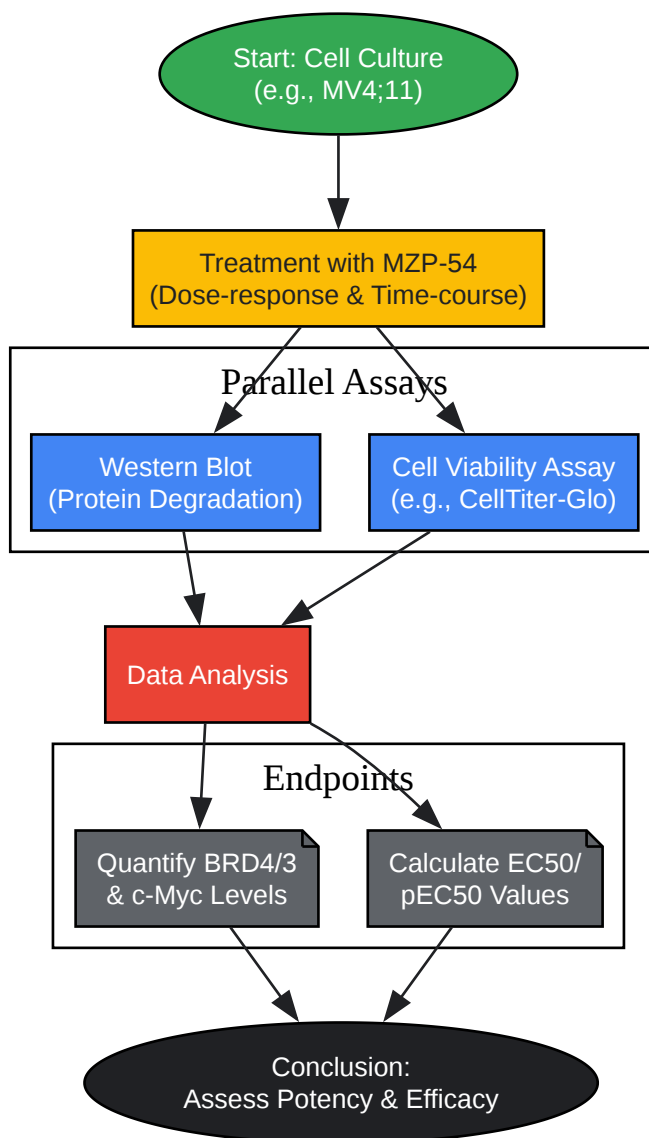 Start: Cell Culture
(e.g., MV4;11)
Treatment with MZP-54
(Dose-response & Time-course)
Parallel Assays
Western Blot
(Protein Degradation)
Cell Viability Assay
(e.g., CellTiter-Glo)
Data Analysis
Endpoints
Quantify BRD4/3
& c-Myc Levels
Calculate EC50/
pEC50 Values
Conclusion:
Assess Potency & Efficacy